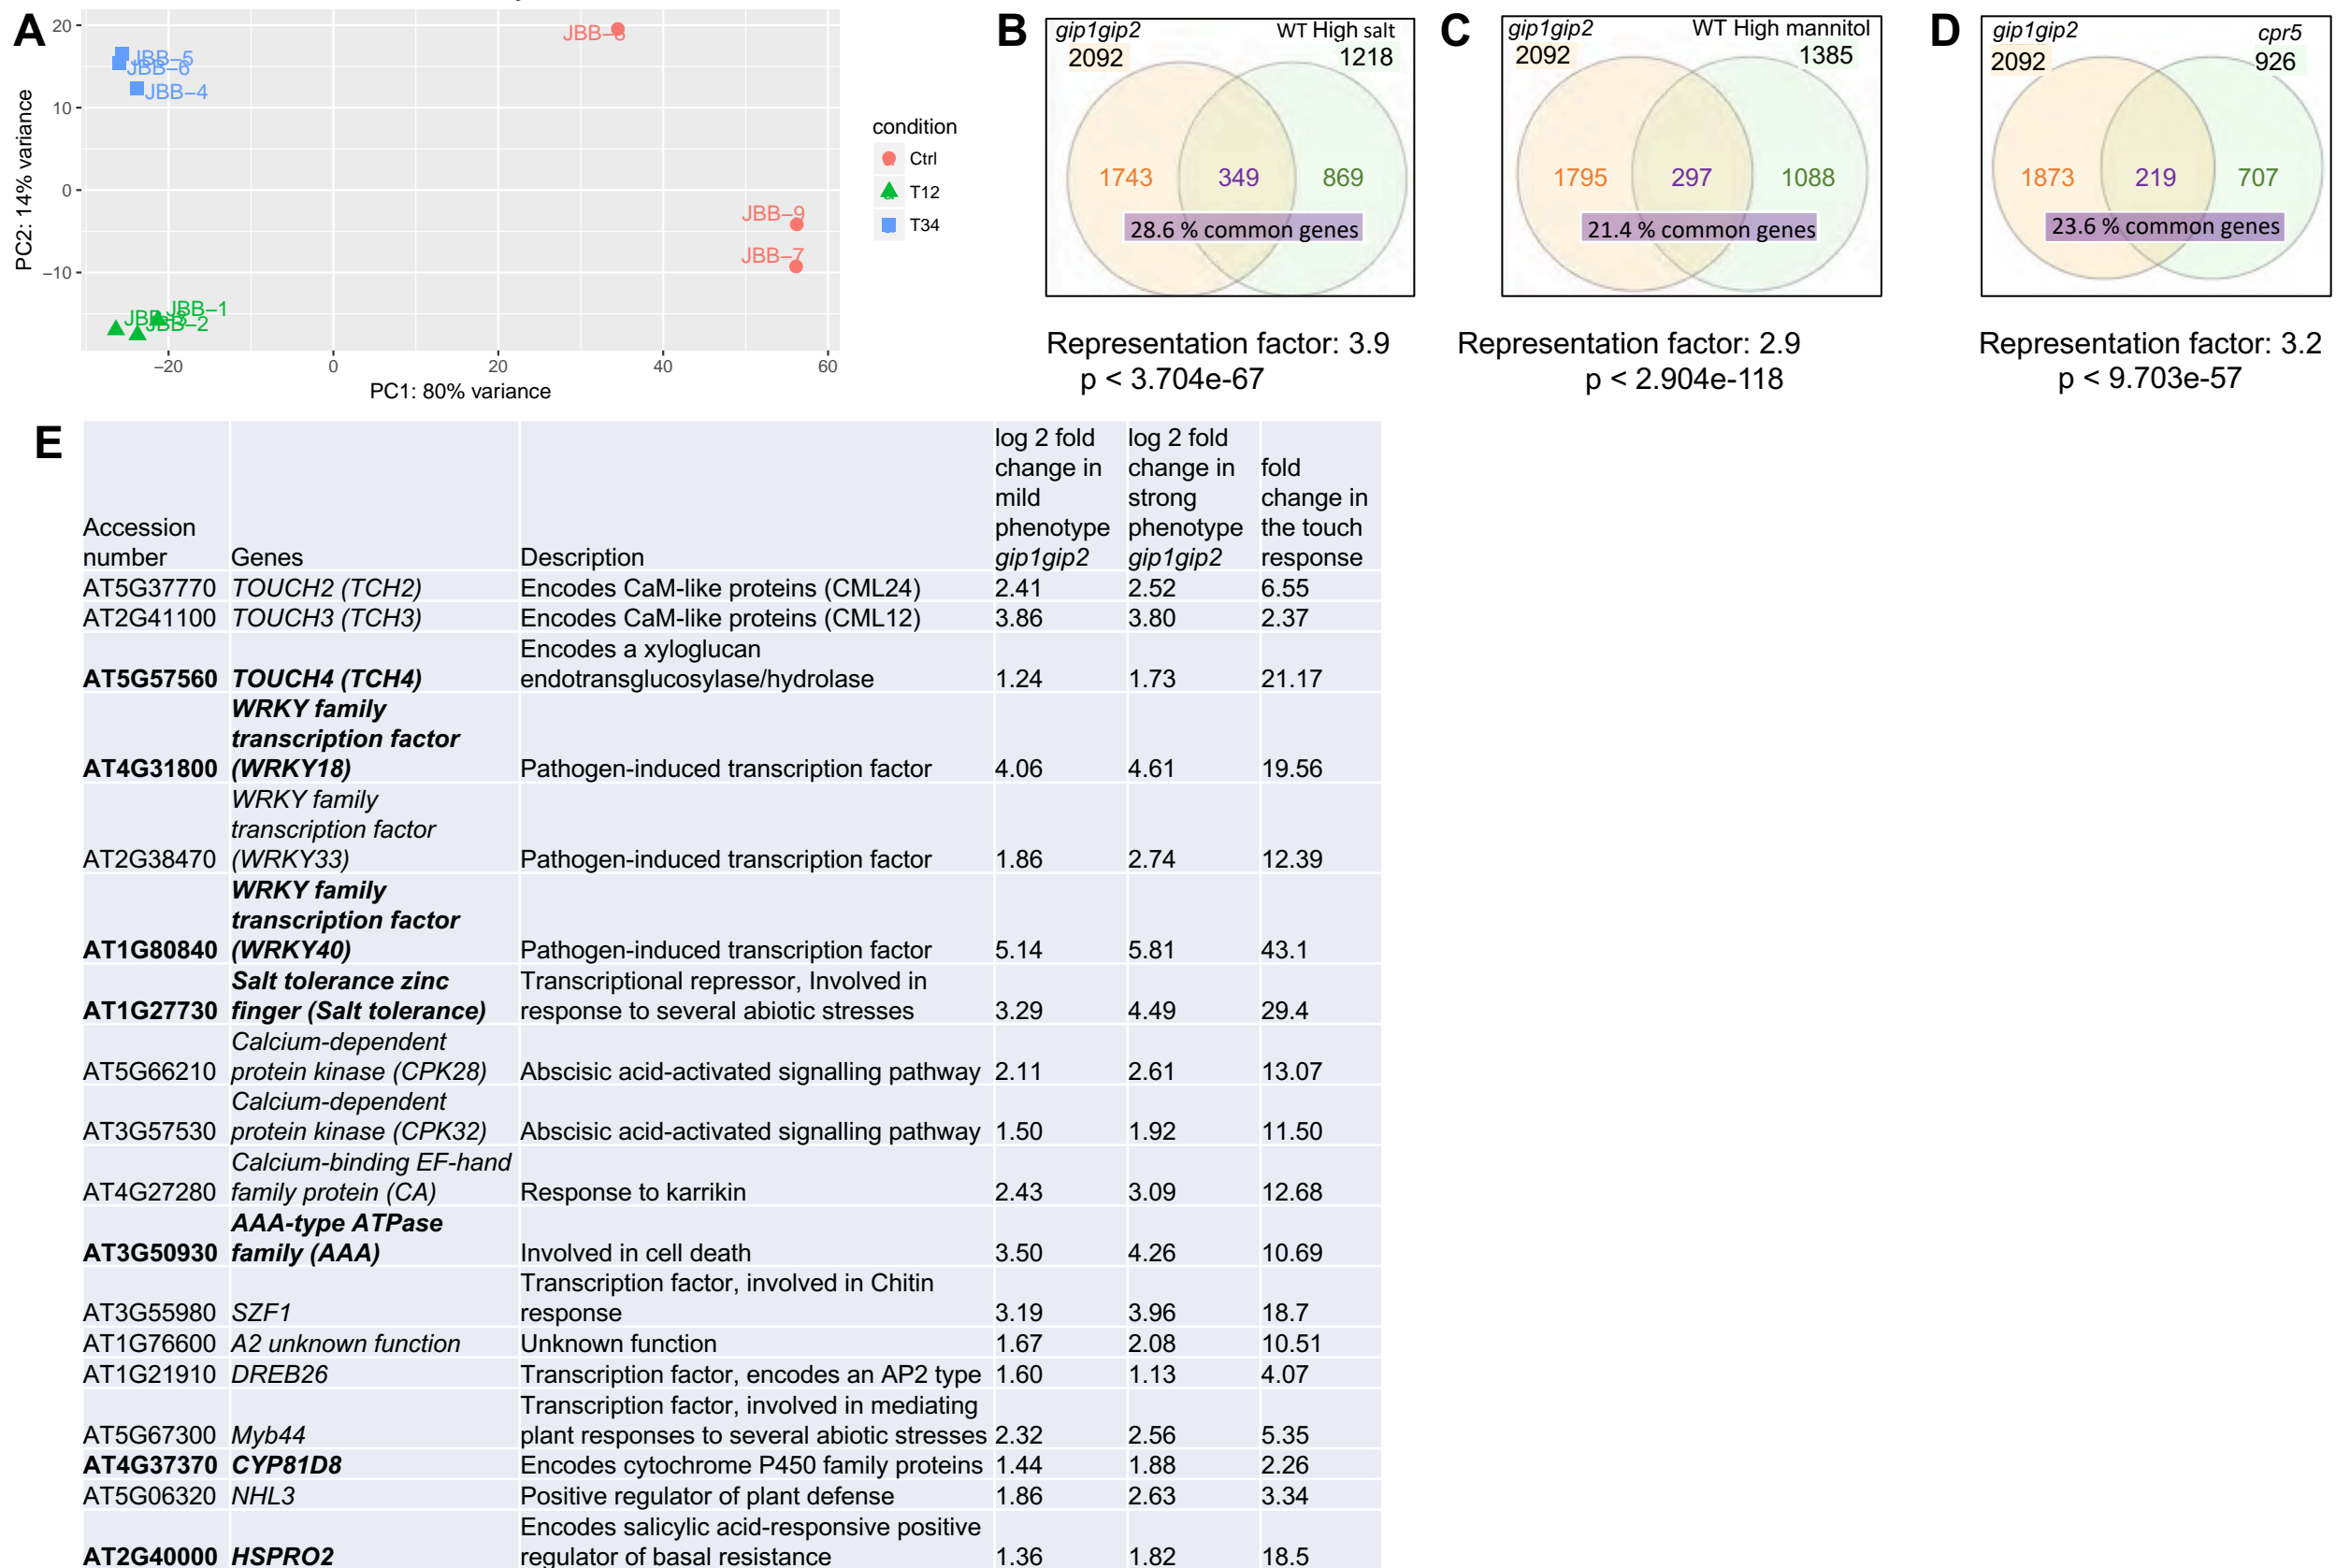 A
20
10
0
−10
JBB−5
JBB−6
JBB−4
JBB−8
JBB−9
JBB−7
JBB−1
JBB−2
−20
0
20
40
60
PC1: 80% variance
PC2: 14% variance
condition
Ctrl
T12
T34
B
gip1gip2
WT High salt
2092
1218
1743
349
869
28.6 % common genes
Representation factor: 3.9
p < 3.704e-67
C
gip1gip2
WT High mannitol
2092
1385
1795
297
1088
21.4 % common genes
Representation factor: 2.9
p < 2.904e-118
D
gip1gip2
cpr5
2092
926
1873
219
707
23.6 % common genes
Representation factor: 3.2
p < 9.703e-57
E
Accession
number
Genes
Description
log 2 fold
change in
mild
phenotype
gip1gip2
log 2 fold
change in
strong
phenotype
gip1gip2
fold
change in
the touch
response
AT5G37770 TOUCH2 (TCH2) Encodes CaM-like proteins (CML24) 2.41 2.52 6.55
AT2G41100 TOUCH3 (TCH3) Encodes CaM-like proteins (CML12) 3.86 3.80 2.37
Encodes a xyloglucan
AT5G57560 TOUCH4 (TCH4) endotransglucosylase/hydrolase 1.24 1.73 21.17
WRKY family
transcription factor
AT4G31800 (WRKY18) Pathogen-induced transcription factor 4.06 4.61 19.56
WRKY family
transcription factor
AT2G38470 (WRKY33) Pathogen-induced transcription factor 1.86 2.74 12.39
WRKY family
transcription factor
AT1G80840 (WRKY40) Pathogen-induced transcription factor 5.14 5.81 43.1
Salt tolerance zinc Transcriptional repressor, Involved in
AT1G27730 finger (Salt tolerance) response to several abiotic stresses 3.29 4.49 29.4
Calcium-dependent
AT5G66210 protein kinase (CPK28) Abscisic acid-activated signalling pathway 2.11 2.61 13.07
Calcium-dependent
AT3G57530 protein kinase (CPK32) Abscisic acid-activated signalling pathway 1.50 1.92 11.50
Calcium-binding EF-hand
AT4G27280 family protein (CA) Response to karrikin 2.43 3.09 12.68
AAA-type ATPase
AT3G50930 family (AAA) Involved in cell death 3.50 4.26 10.69
Transcription factor, involved in Chitin
AT3G55980 SZF1 response 3.19 3.96 18.7
AT1G76600 A2 unknown function Unknown function 1.67 2.08 10.51
AT1G21910 DREB26 Transcription factor, encodes an AP2 type 1.60 1.13 4.07
Transcription factor, involved in mediating
AT5G67300 Myb44 plant responses to several abiotic stresses 2.32 2.56 5.35
AT4G37370 CYP81D8 Encodes cytochrome P450 family proteins 1.44 1.88 2.26
AT5G06320 NHL3 Positive regulator of plant defense 1.86 2.63 3.34
Encodes salicylic acid-responsive positive
AT2G40000 HSPRO2 regulator of basal resistance 1.36 1.82 18.5